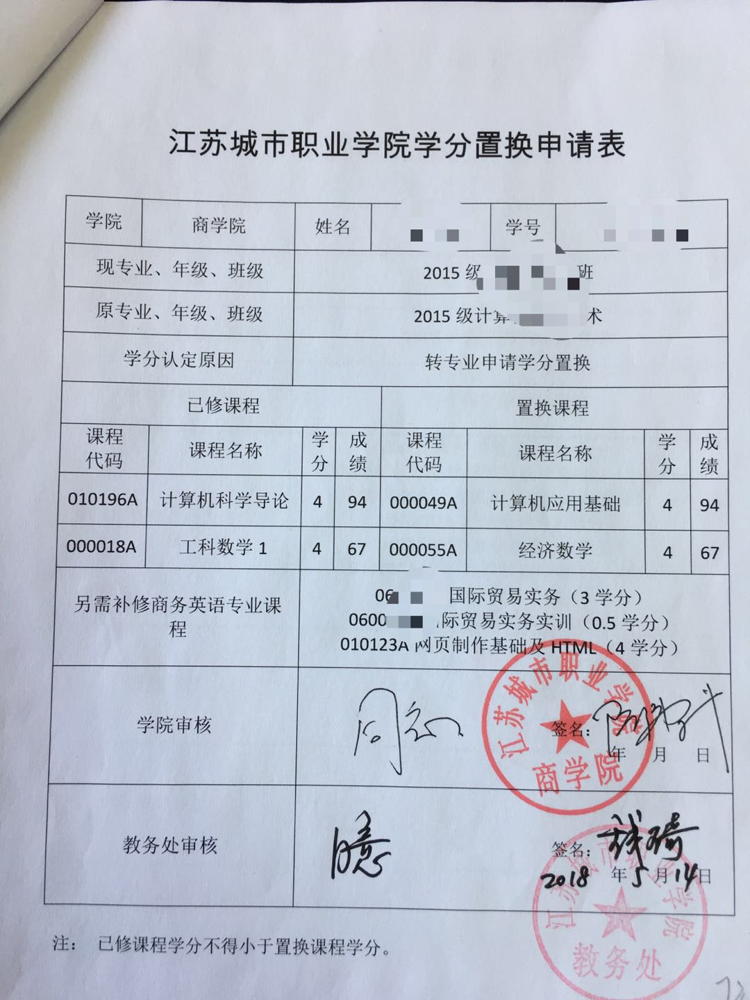 江苏城市职业学院学分置换申请表
学院 商学院 姓名 学号
现专业、年级、班级 2015 级 班
原专业、年级、班级 2015 级计算 术
学分认定原因 转专业申请学分置换
已修课程 置换课程
课程代码 课程名称 学分 成绩 课程代码 课程名称 学分 成绩
010196A 计算机科学导论 4 94 000049A 计算机应用基础 4 94
000018A 工科数学 1 4 67 000055A 经济数学 4 67
另需补修商务英语专业课程
06 国际贸易实务（3 学分）
0600 际贸易实务实训（0.5 学分）
010123A 网页制作基础及 HTML（4 学分）
学院审核 同意 签名：
年 月 日
江苏城市职业学院
商学院
教务处审核 签名： 钱琦
2018 年 5 月 14 日
江苏城市职业学院
教务处
注： 已修课程学分不得小于置换课程学分。